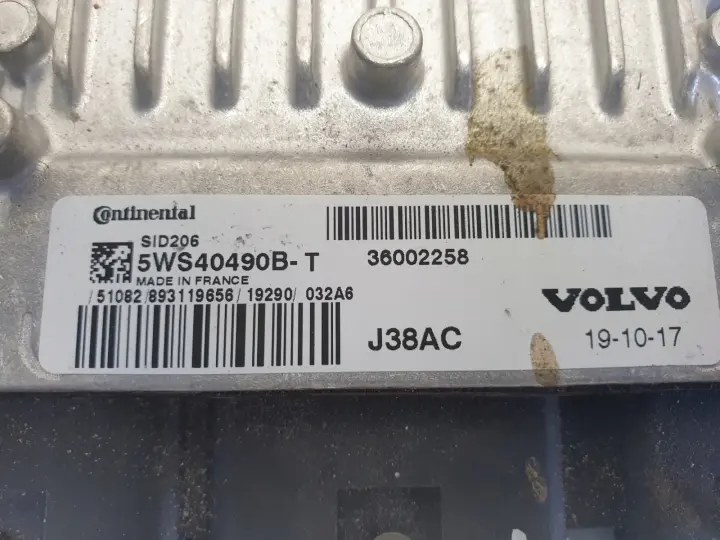 Continental
SID206
5WS40490B-T
MADE IN FRANCE
/51082/893119656/19290/032A6
36002258
J38AC
VOLVO
19-10-17